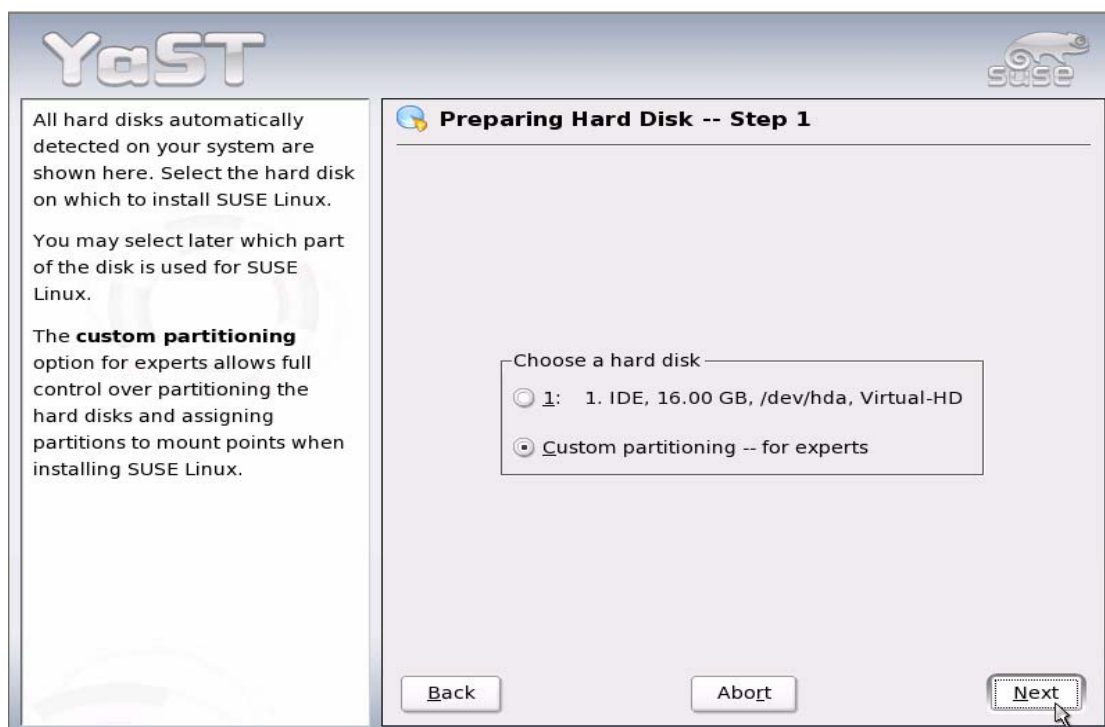 YaST
SUSE
All hard disks automatically
detected on your system are
shown here. Select the hard disk
on which to install SUSE Linux.
You may select later which part
of the disk is used for SUSE
Linux.
The custom partitioning
option for experts allows full
control over partitioning the
hard disks and assigning
partitions to mount points when
installing SUSE Linux.
Preparing Hard Disk -- Step 1
Choose a hard disk
1: 1. IDE, 16.00 GB, /dev/hda, Virtual-HD
Custom partitioning -- for experts
Back
Abort
Next